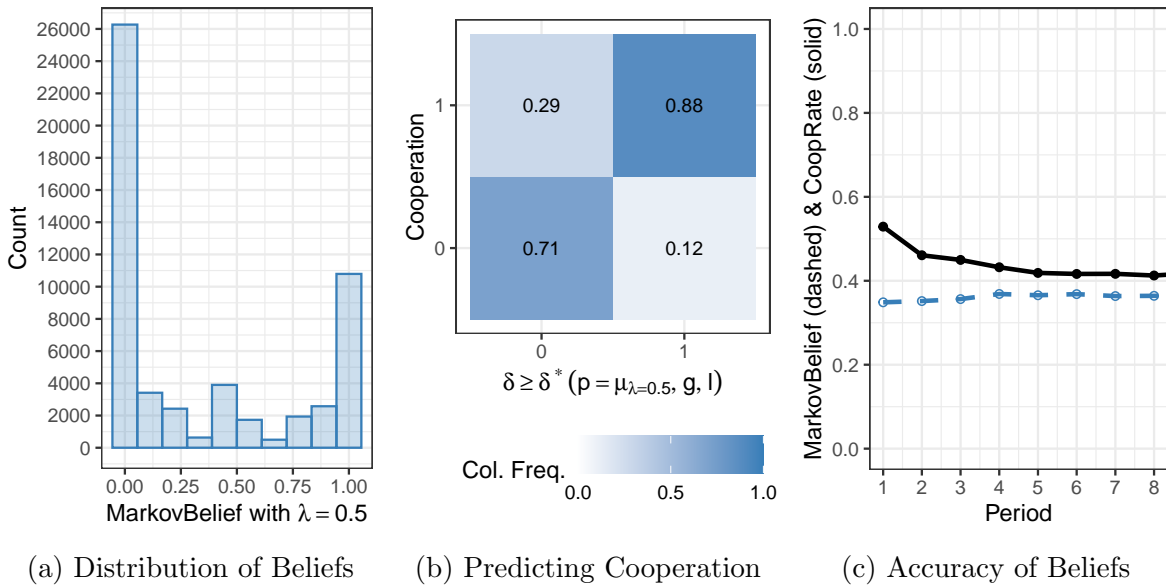 Count
26000
24000
22000
20000
18000
16000
14000
12000
10000
8000
6000
4000
2000
0
0.00 0.25 0.50 0.75 1.00
MarkovBelief with λ = 0.5
(a) Distribution of Beliefs
Cooperation
1
0
0.29 0.88
0.71 0.12
0 1
δ ≥ δ* (p = μλ=0.5, g, l)
Col. Freq.
0.0 0.5 1.0
(b) Predicting Cooperation
MarkovBelief (dashed) & CoopRate (solid)
1.0
0.8
0.6
0.4
0.2
0.0
1 2 3 4 5 6 7 8
Period
(c) Accuracy of Beliefs